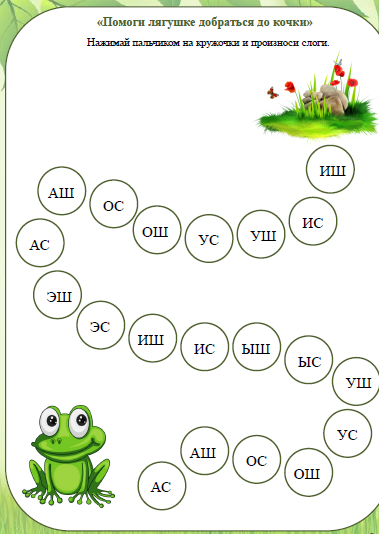 «Помоги лягушке добраться до кочки»
Нажимай пальчиком на кружочки и произноси слоги.
ИШ
ИС
УШ
УС
ОШ
ОС
АШ
АС
ЭШ
ЭС
ИШ
ИС
ЫШ
ЫС
УШ
УС
ОШ
ОС
АШ
АС